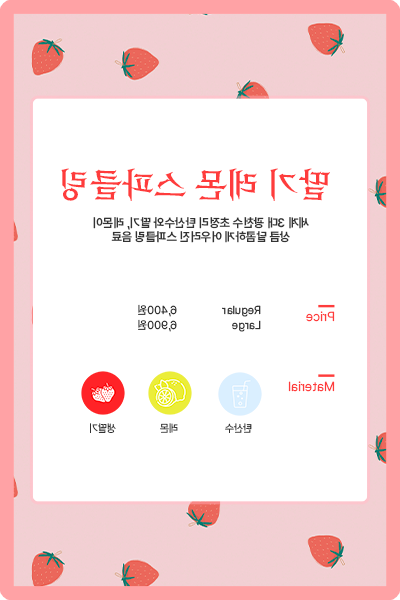 딸기 레몬 스파클링
세계 3대 광천수 초정리 탄산수와 딸기, 레몬이
상큼 달콤하게 어우러진 스파클링 음료
Price
Regular 6,400원
Large 6,900원
Material
탄산수 레몬 생딸기